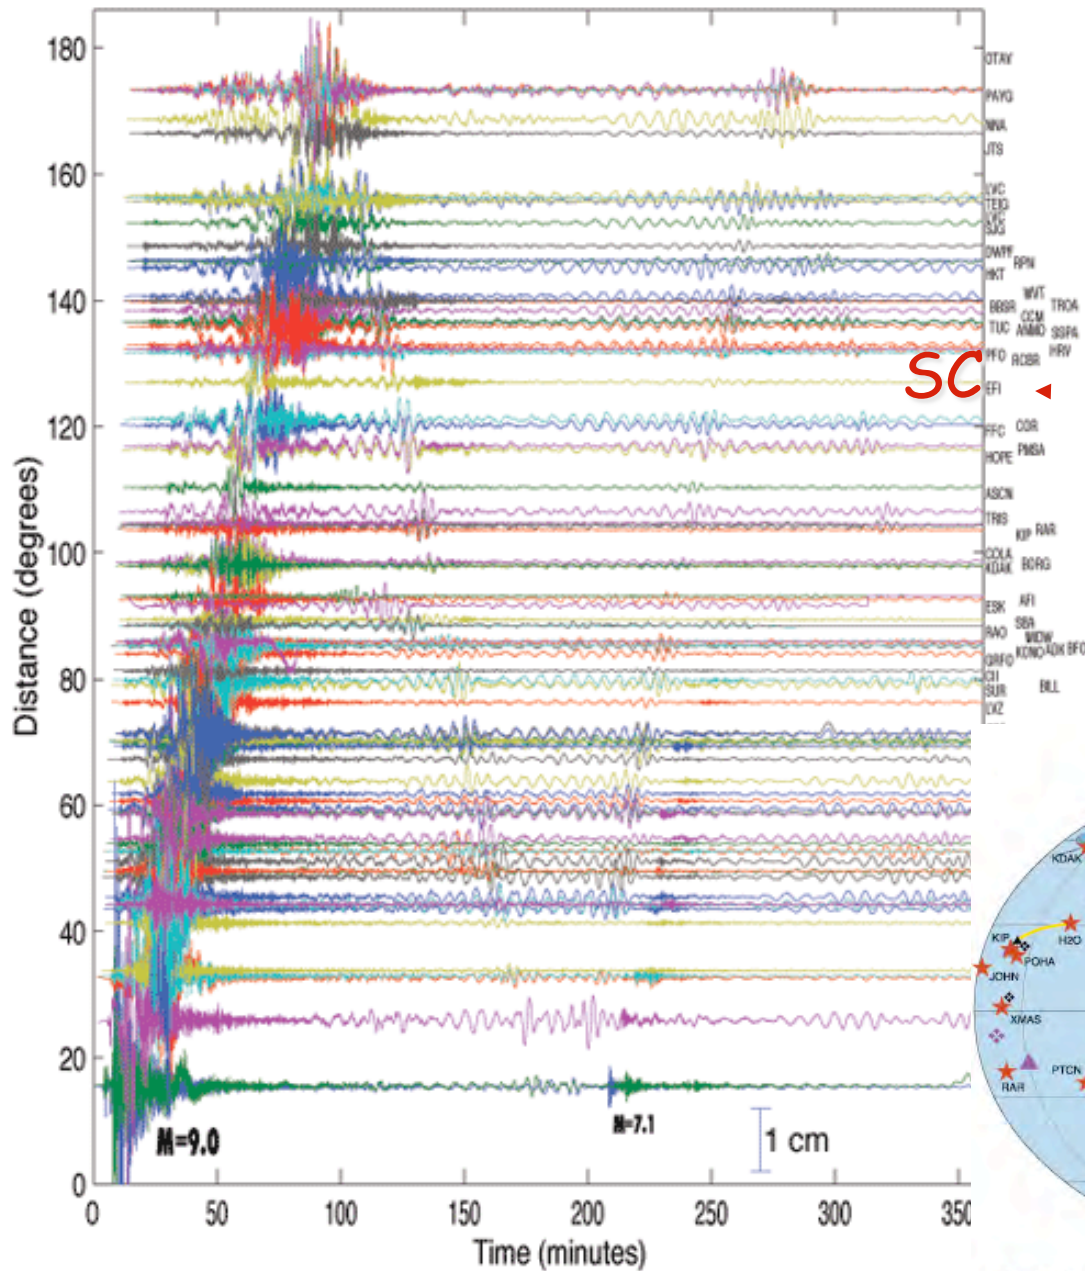 180
160
140
120
100
80
60
40
20
0
Distance (degrees)
0 50 100 150 200 250 300 350
Time (minutes)
M=9.0
M=7.1
1 cm
OTAV
PAYG
NNA
JTS
LVC
TEIG
SJG
DWPF RPN
HKT
WVT
BBSR TROA
CCM
TUC ANMO SSPA
PFO RCBR HRV
SC
EFI
FFC COR
HOPE PMSA
ASCN
TRIS
KIP RAR
COLA
KDAK BORG
ESK AFI
SBA
RAO MIDW
GRFO KONO ADK BFO
SUR BILL
LVZ
KDAK
KIP H2O
POHA
JOHN
XMAS
PTCN
RAR